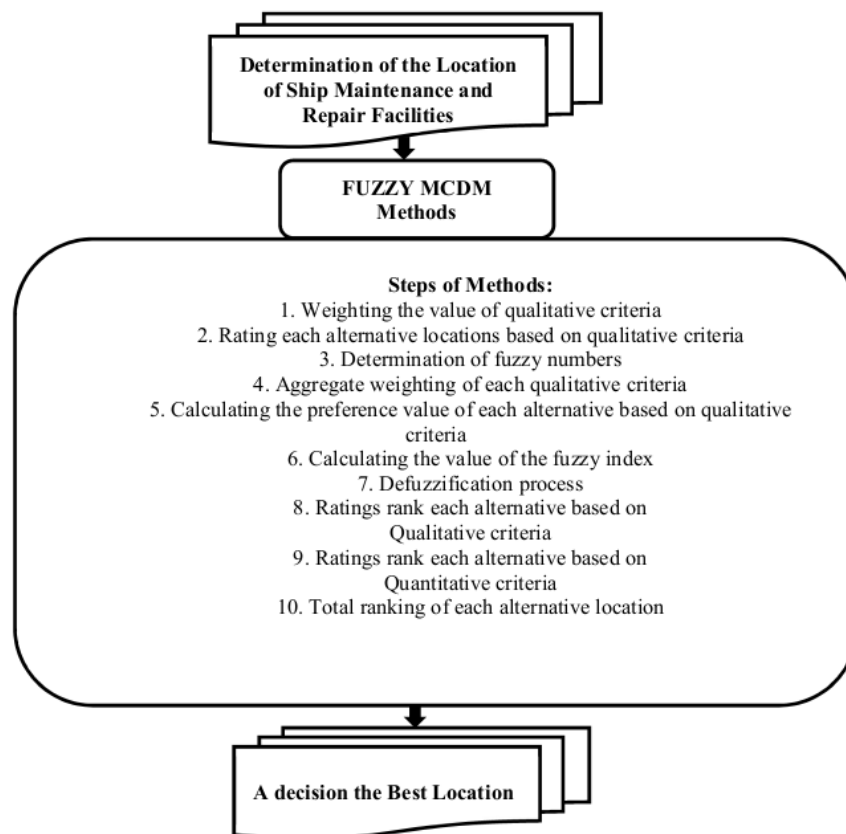 Determination of the Location
of Ship Maintenance and
Repair Facilities
FUZZY MCDM
Methods
Steps of Methods:
1. Weighting the value of qualitative criteria
2. Rating each alternative locations based on qualitative criteria
3. Determination of fuzzy numbers
4. Aggregate weighting of each qualitative criteria
5. Calculating the preference value of each alternative based on qualitative
criteria
6. Calculating the value of the fuzzy index
7. Defuzzification process
8. Ratings rank each alternative based on
Qualitative criteria
9. Ratings rank each alternative based on
Quantitative criteria
10. Total ranking of each alternative location
A decision the Best Location